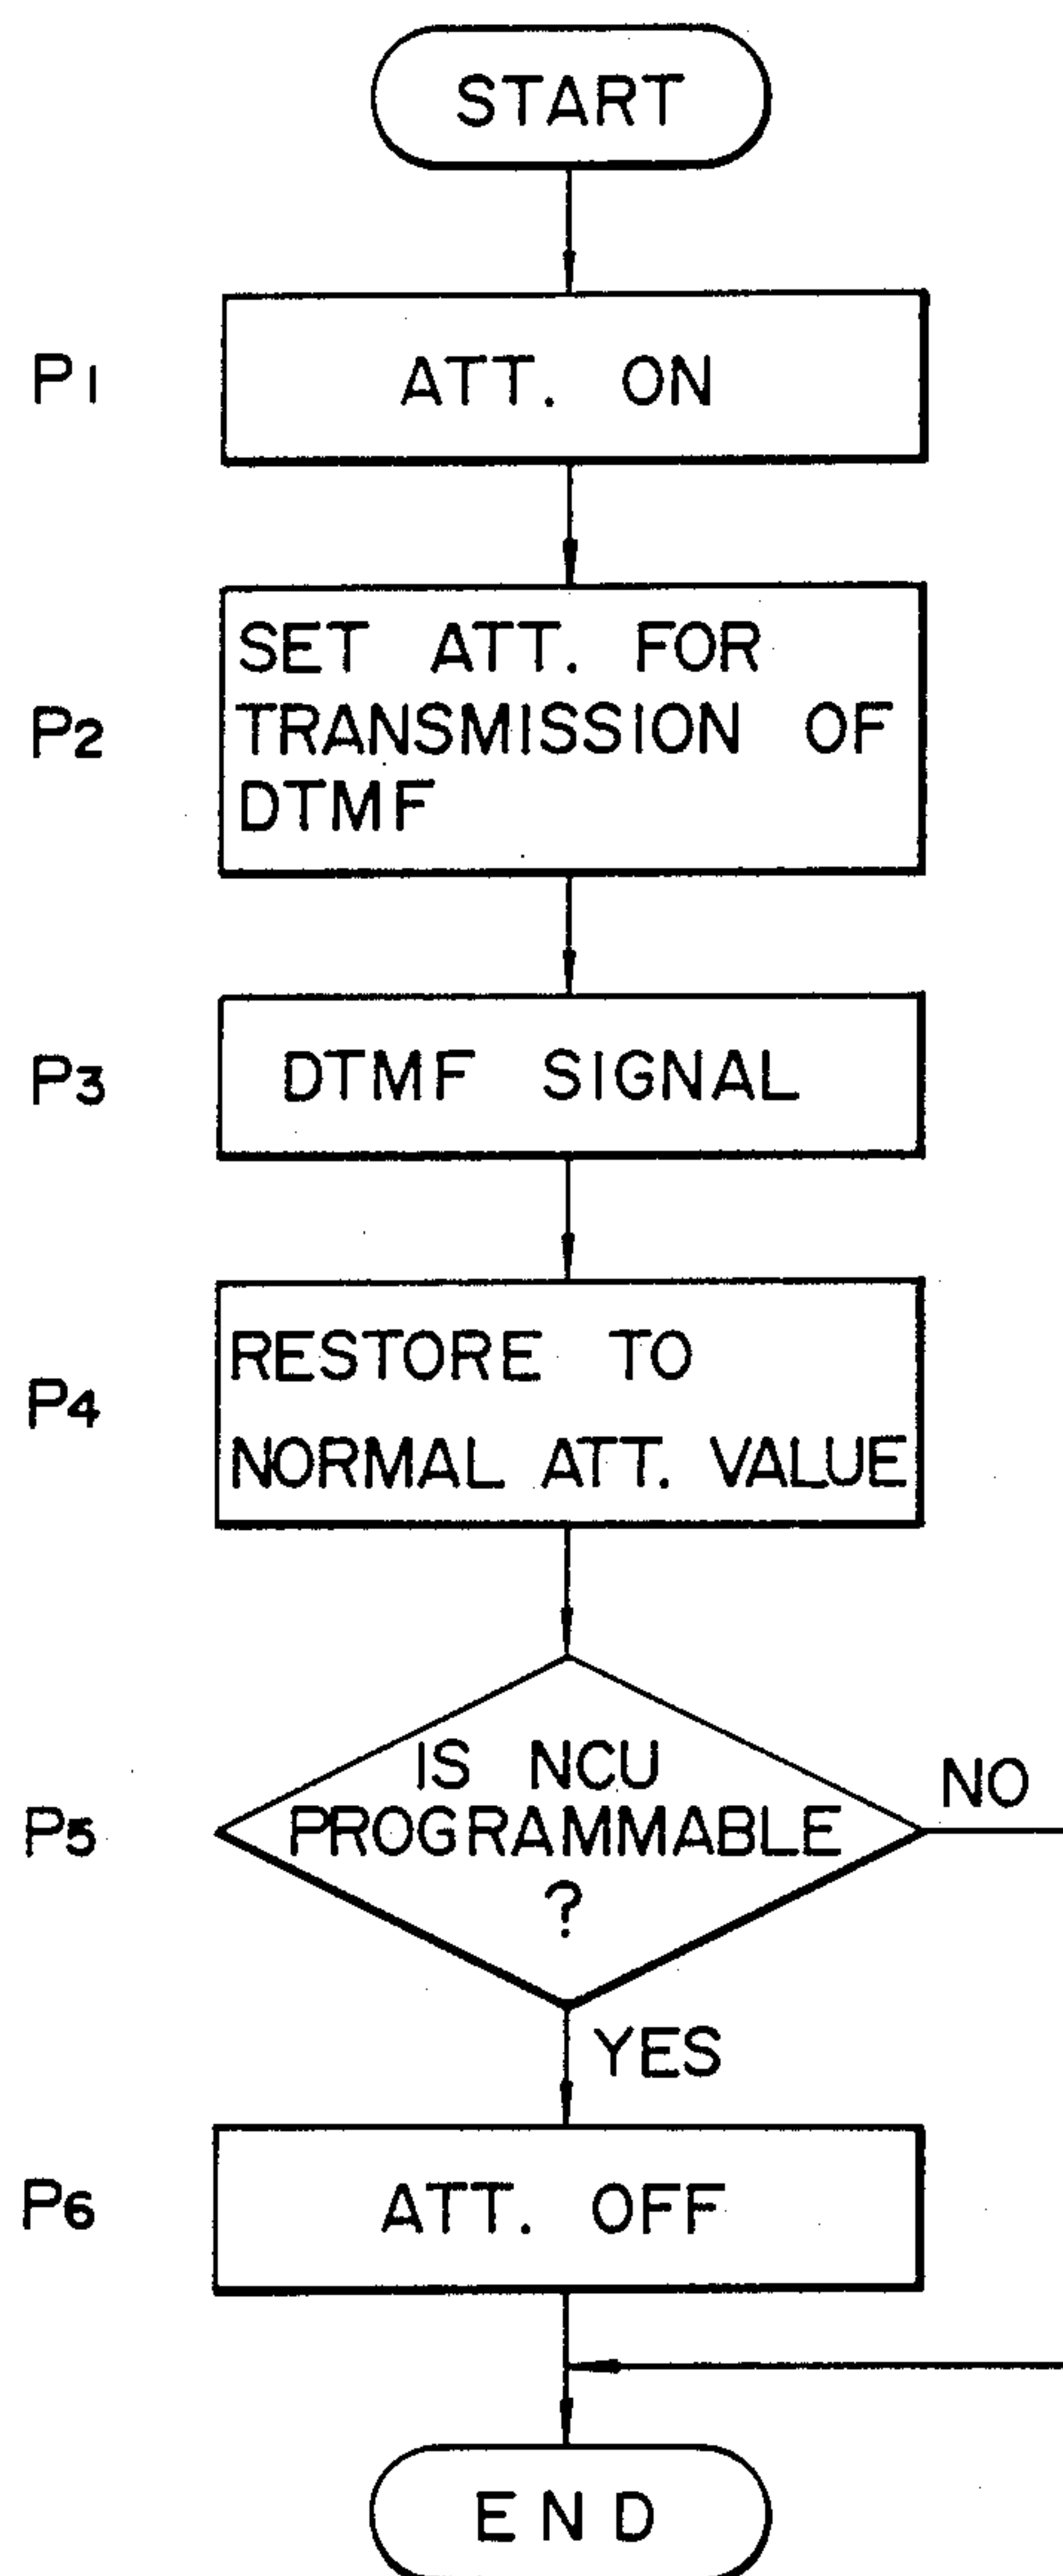 START
P1
ATT. ON
P2
SET ATT. FOR
TRANSMISSION OF
DTMF
P3
DTMF SIGNAL
P4
RESTORE TO
NORMAL ATT. VALUE
P5
IS NCU
PROGRAMMABLE
?
NO
YES
P6
ATT. OFF
END